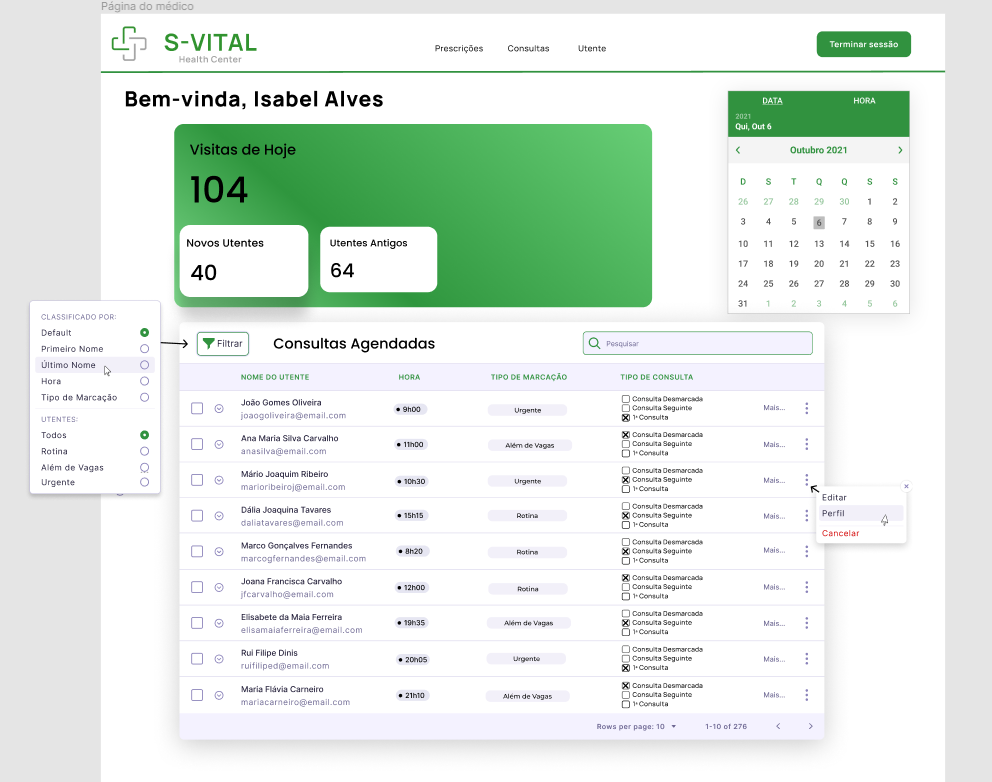 Página do médico
S-VITAL
Health Center
Prescrições
Consultas
Utente
Terminar sessão
Bem-vinda, Isabel Alves
Visitas de Hoje
104
Novos Utentes
40
Utentes Antigos
64
DATA HORA
2021
Qui, Out 6
Outubro 2021
D S T Q Q S S
26 27 28 29 30 1 2
3 4 5 6 7 8 9
10 11 12 13 14 15 16
17 18 19 20 21 22 23
24 25 26 27 28 29 30
31 1 2 3 4 5 6
CLASSIFICADO POR:
Default
Primeiro Nome
Último Nome
Hora
Tipo de Marcação
UTENTES:
Todos
Rotina
Além de Vagas
Urgente
Filtrar
Consultas Agendadas
Pesquisar
NOME DO UTENTE HORA TIPO DE MARCAÇÃO TIPO DE CONSULTA
João Gomes Oliveira
joaogoliveira@email.com
9h00
Urgente
Consulta Desmarcada
Consulta Seguinte
1ª Consulta
Mais...
Ana Maria Silva Carvalho
anasilva@email.com
11h00
Além de Vagas
Consulta Desmarcada
Consulta Seguinte
1ª Consulta
Mais...
Mário Joaquim Ribeiro
marioribeiroj@email.com
10h30
Urgente
Consulta Desmarcada
Consulta Seguinte
1ª Consulta
Mais...
Dália Joaquina Tavares
daliatavares@email.com
15h15
Rotina
Consulta Desmarcada
Consulta Seguinte
1ª Consulta
Mais...
Marco Gonçalves Fernandes
marcogfernandes@email.com
8h20
Rotina
Consulta Desmarcada
Consulta Seguinte
1ª Consulta
Mais...
Joana Francisca Carvalho
jfcarvalho@email.com
12h00
Rotina
Consulta Desmarcada
Consulta Seguinte
1ª Consulta
Mais...
Elisabete da Maia Ferreira
elisamaiaferreira@email.com
19h35
Além de Vagas
Consulta Desmarcada
Consulta Seguinte
1ª Consulta
Mais...
Rui Filipe Dinis
ruifiliped@email.com
20h05
Urgente
Consulta Desmarcada
Consulta Seguinte
1ª Consulta
Mais...
Maria Flávia Carneiro
mariacarneiro@email.com
21h10
Além de Vagas
Consulta Desmarcada
Consulta Seguinte
1ª Consulta
Mais...
Editar
Perfil
Cancelar
Rows per page: 10
1-10 of 276